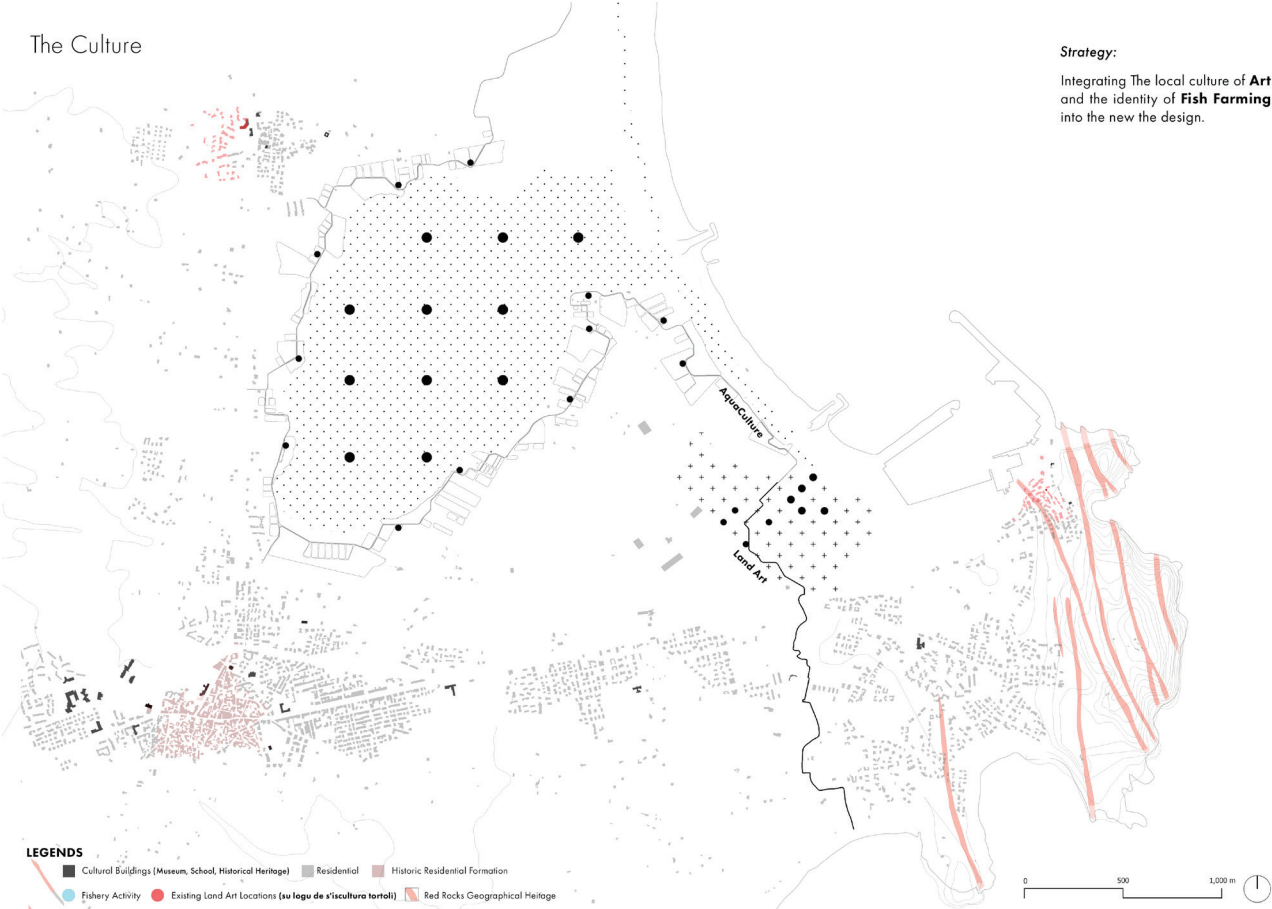 The Culture
Strategy:
Integrating The local culture of Art
and the identity of Fish Farming
into the new the design.
AquaCulture
Land Art
LEGENDS
Cultural Buildings (Museum, School, Historical Heritage)
Residential
Historic Residential Formation
Fishery Activity
Existing Land Art Locations (su logu de s'iscultura tortoli)
Red Rocks Geographical Heitage
0
500
1,000 m